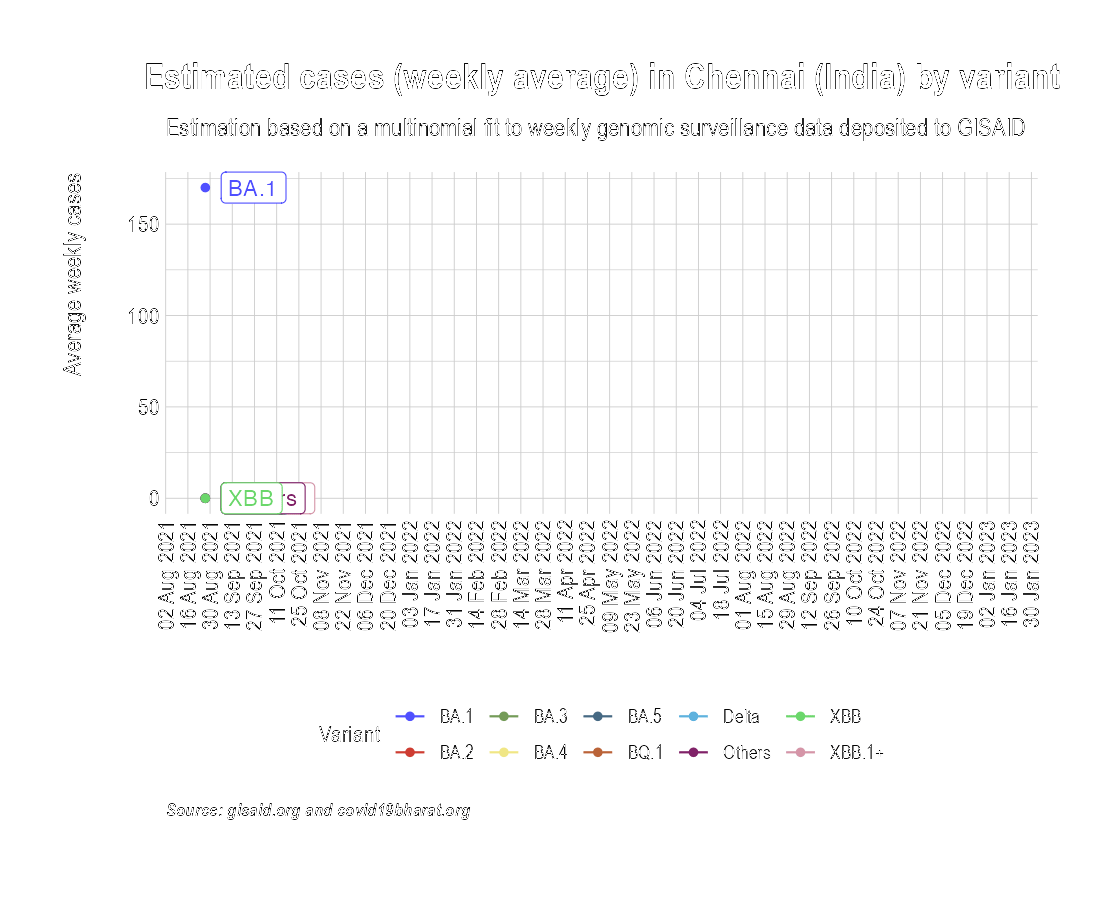 Estimated cases (weekly average) in Chennai (India) by variant
Estimation based on a multinomial fit to weekly genomic surveillance data deposited to GISAID
Average weekly cases
BA.1
150
100
50
0
XBB
rs
02 Aug 2021
16 Aug 2021
30 Aug 2021
13 Sep 2021
27 Sep 2021
11 Oct 2021
25 Oct 2021
08 Nov 2021
22 Nov 2021
06 Dec 2021
20 Dec 2021
03 Jan 2022
17 Jan 2022
31 Jan 2022
14 Feb 2022
28 Feb 2022
14 Mar 2022
28 Mar 2022
11 Apr 2022
25 Apr 2022
09 May 2022
23 May 2022
06 Jun 2022
20 Jun 2022
04 Jul 2022
18 Jul 2022
01 Aug 2022
15 Aug 2022
29 Aug 2022
12 Sep 2022
26 Sep 2022
10 Oct 2022
24 Oct 2022
07 Nov 2022
21 Nov 2022
05 Dec 2022
19 Dec 2022
02 Jan 2023
16 Jan 2023
30 Jan 2023
Variant
BA.1 BA.3 BA.5 Delta XBB
BA.2 BA.4 BQ.1 Others XBB.1+
Source: gisaid.org and covid19bharat.org